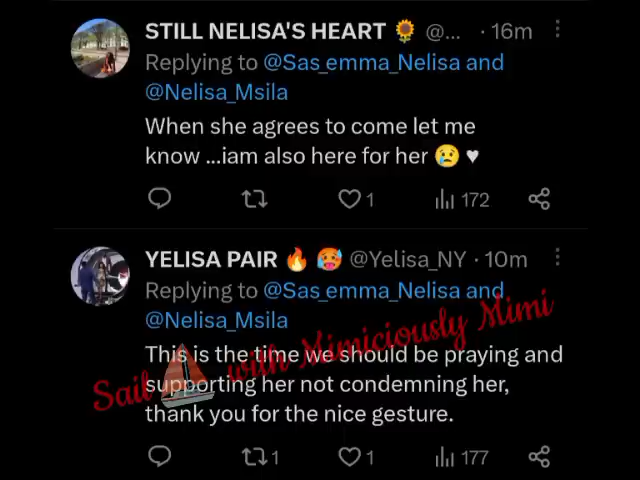 STILL NELISA'S HEART 🌻 @... · 16m
Replying to @Sas_emma_Nelisa and
@Nelisa_Msila
When she agrees to come let me
know ...iam also here for her 😢 ♥
1 172
YELISA PAIR 🔥 🥵 @Yelisa_NY · 10m
Replying to @Sas_emma_Nelisa and
@Nelisa_Msila
This is the time we should be praying and
supporting her not condemning her,
thank you for the nice gesture.
1 1 177
Sail with Mimiciously Mimi